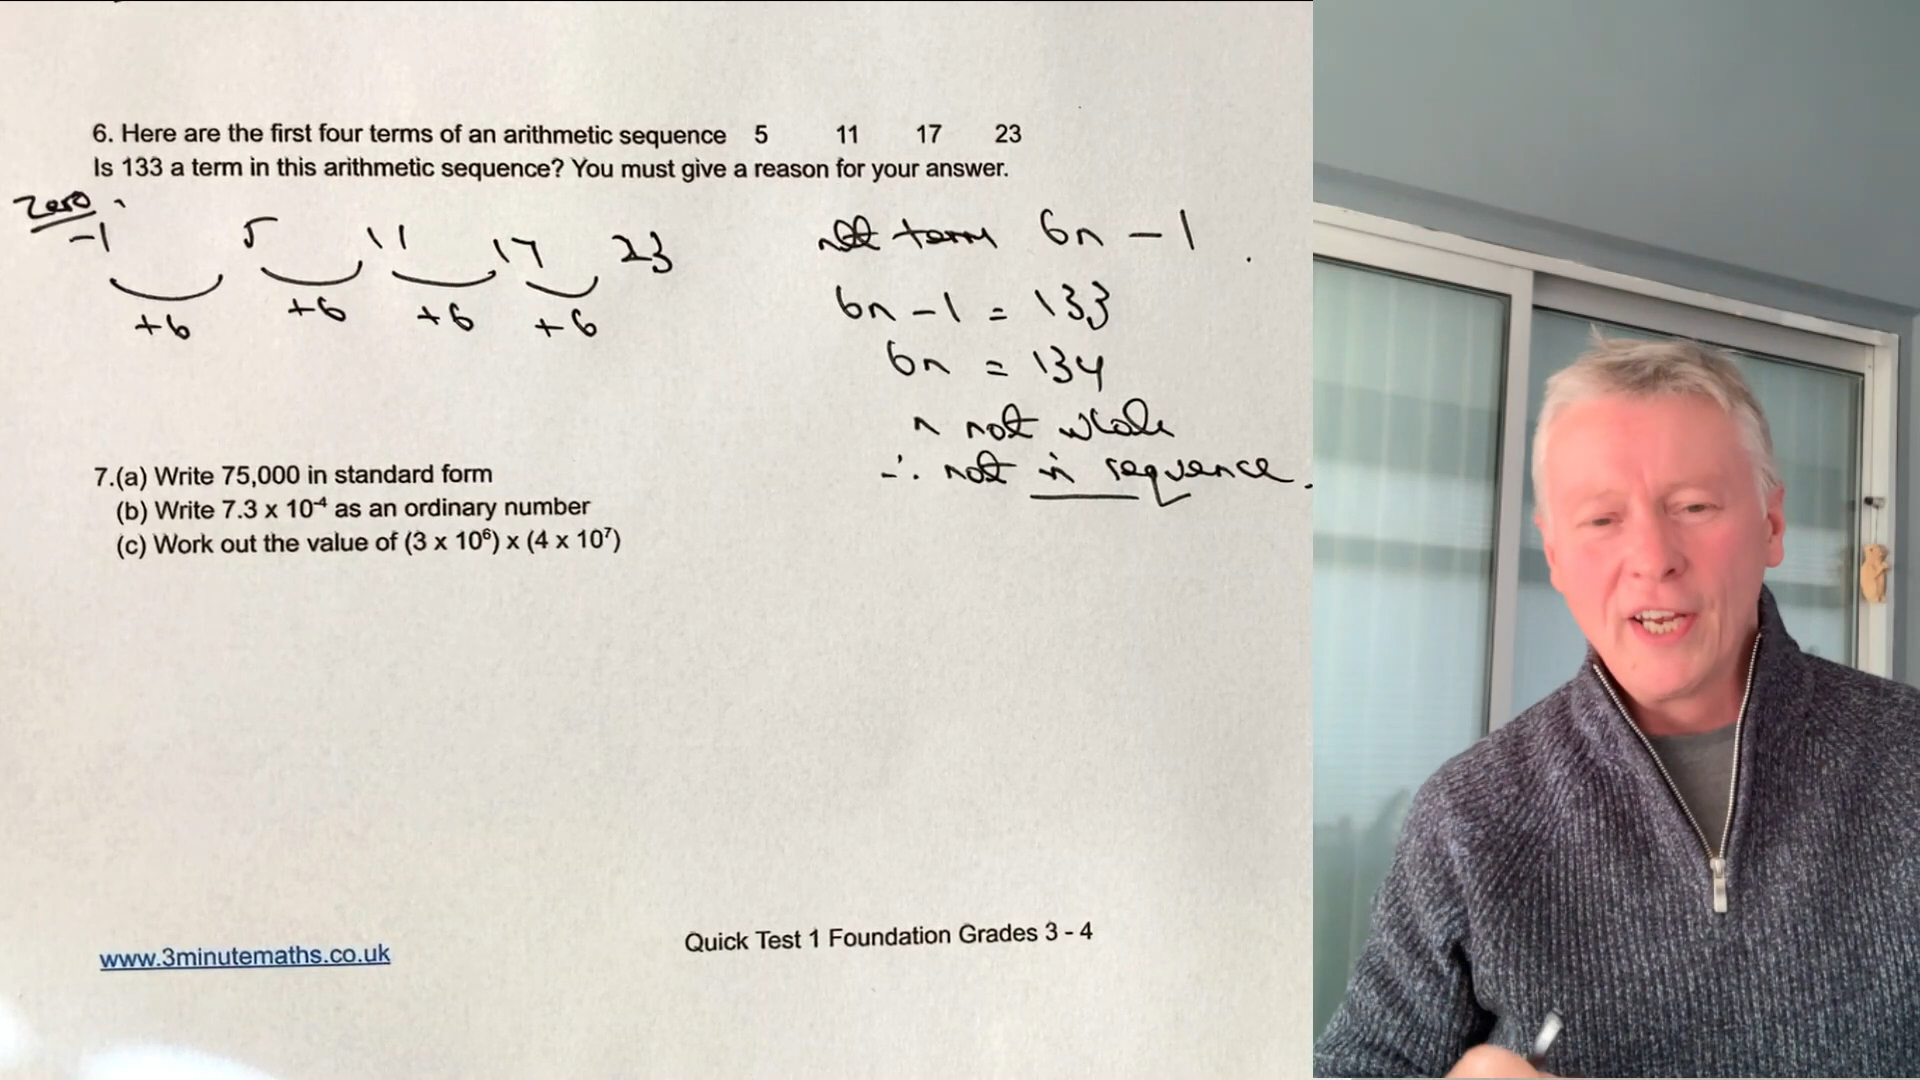 6. Here are the first four terms of an arithmetic sequence 5 11 17 23
Is 133 a term in this arithmetic sequence? You must give a reason for your answer.
Zero
-1 5 11 17 23
+6 +6 +6 +6
nth term 6n - 1
6n - 1 = 133
6n = 134
n not whole
∴ not in sequence.
7.(a) Write 75,000 in standard form
(b) Write 7.3 x 10⁻⁴ as an ordinary number
(c) Work out the value of (3 x 10⁶) x (4 x 10⁷)
www.3minutemaths.co.uk
Quick Test 1 Foundation Grades 3 - 4